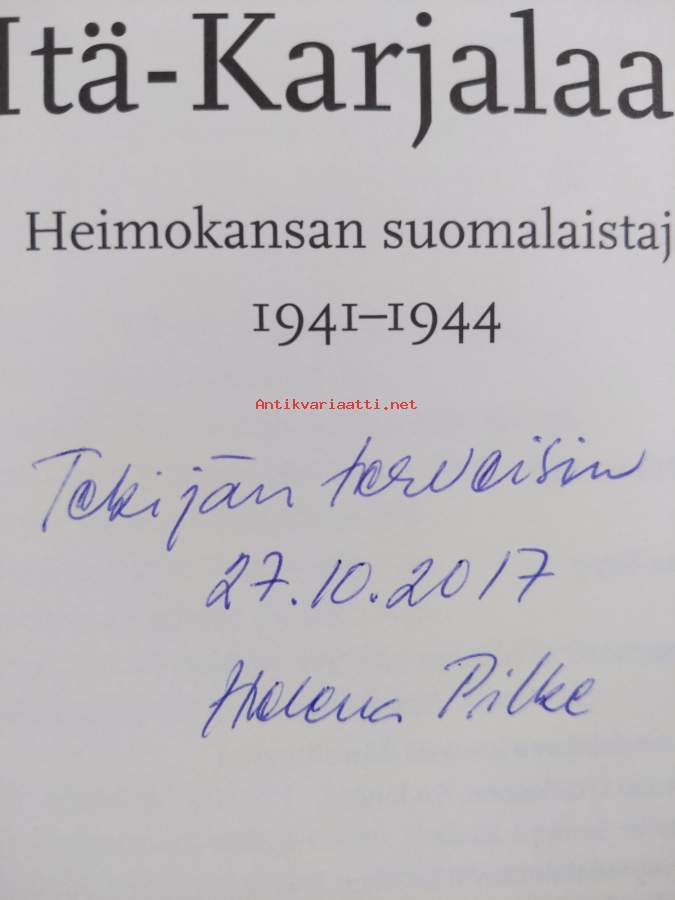 Itä-Karjalaa
Heimokansan suomalaistaj
1941–1944
Antikvariaatti.net
Tekijän terveisin
27.10.2017
Helena Pilke